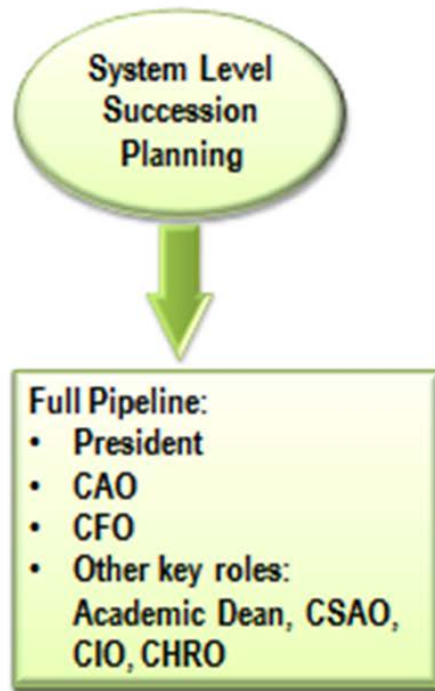 System Level
Succession
Planning
Full Pipeline:
• President
• CAO
• CFO
• Other key roles:
Academic Dean, CSAO,
CIO, CHRO